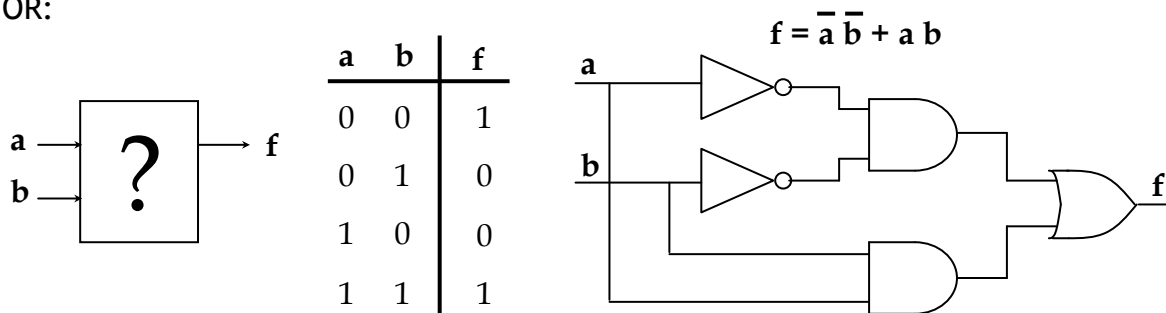 OR:
f = a̅ b̅ + a b
a b f
0 0 1
0 1 0
1 0 0
1 1 1
a
b
?
f
a
b
f